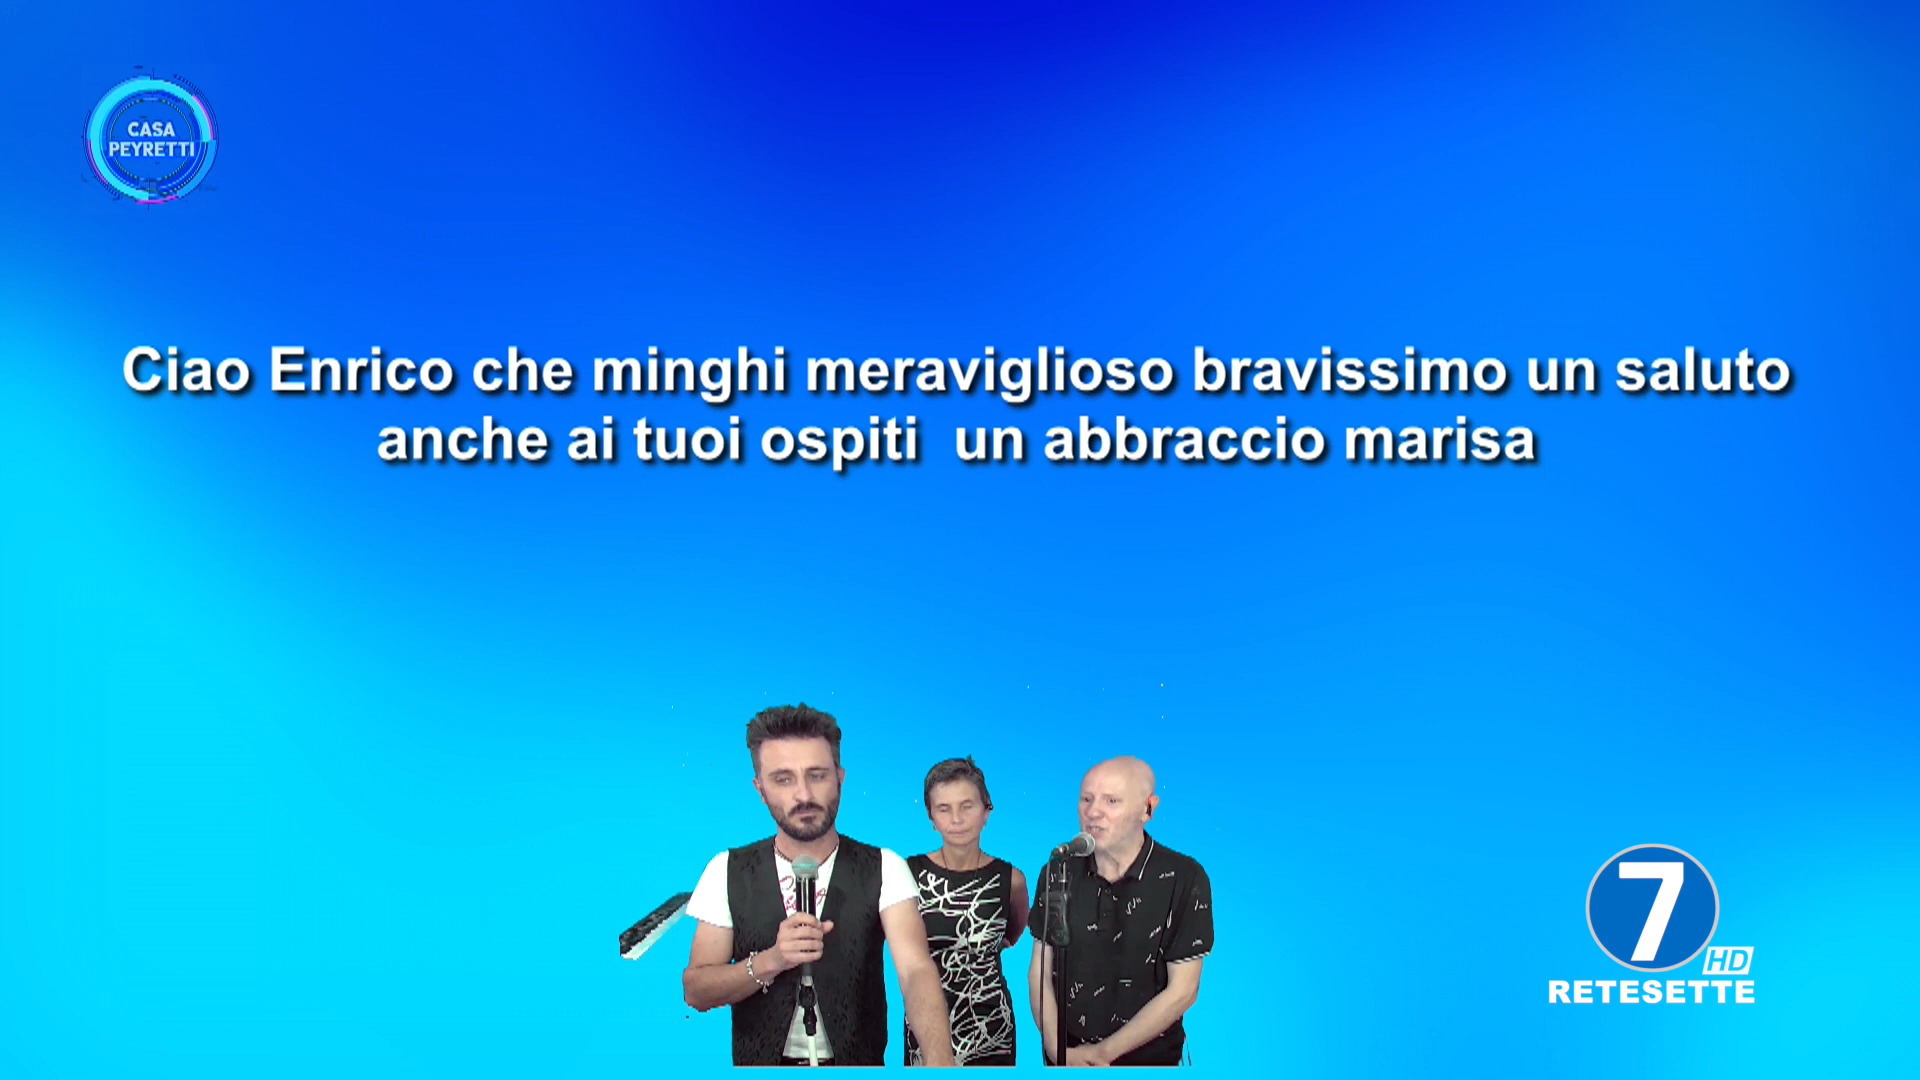 CASA
PEYRETTI
Ciao Enrico che minghi meraviglioso bravissimo un saluto
anche ai tuoi ospiti  un abbraccio marisa
7
HD
RETESETTE